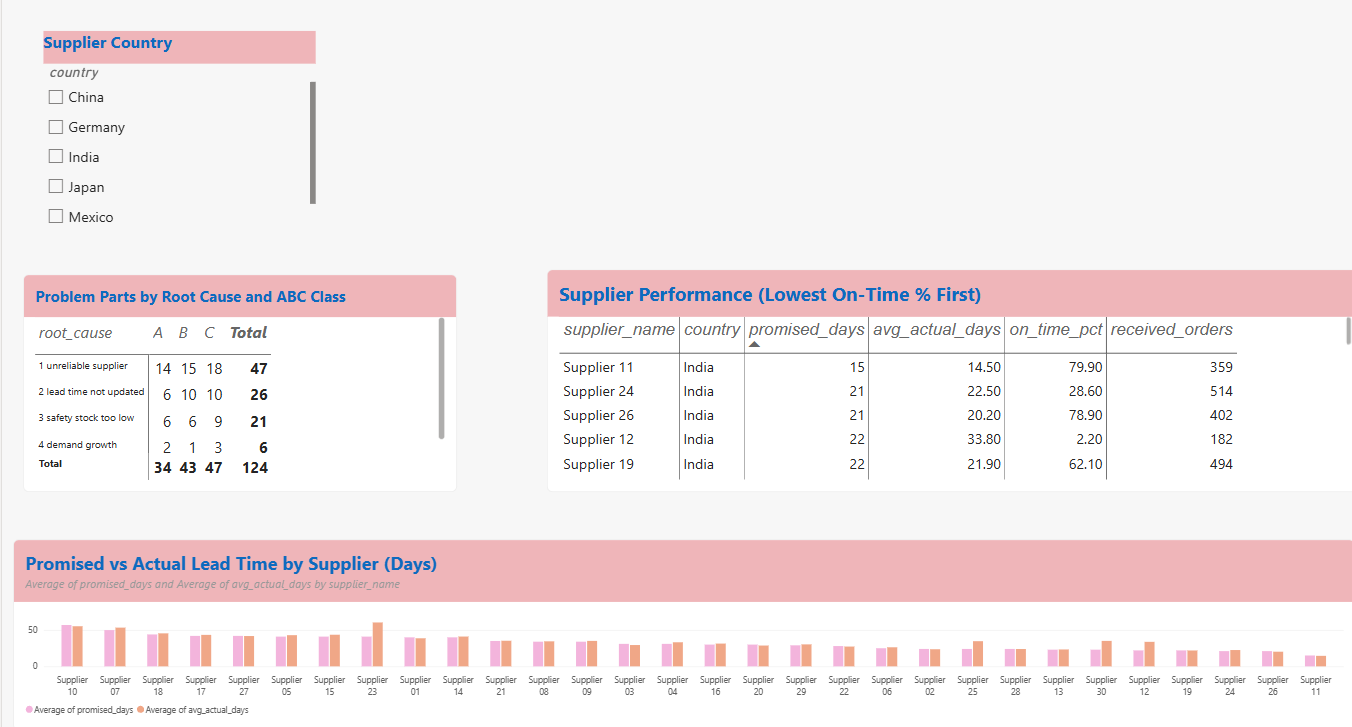 Supplier Country
country
China
Germany
India
Japan
Mexico
Problem Parts by Root Cause and ABC Class
root_cause A B C Total
1 unreliable supplier 14 15 18 47
2 lead time not updated 6 10 10 26
3 safety stock too low 6 6 9 21
4 demand growth 2 1 3 6
Total 34 43 47 124
Supplier Performance (Lowest On-Time % First)
supplier_name country promised_days avg_actual_days on_time_pct received_orders
Supplier 11 India 15 14.50 79.90 359
Supplier 24 India 21 22.50 28.60 514
Supplier 26 India 21 20.20 78.90 402
Supplier 12 India 22 33.80 2.20 182
Supplier 19 India 22 21.90 62.10 494
Promised vs Actual Lead Time by Supplier (Days)
Average of promised_days and Average of avg_actual_days by supplier_name
50
0
Supplier Supplier Supplier Supplier Supplier Supplier Supplier Supplier Supplier Supplier Supplier Supplier Supplier Supplier Supplier Supplier Supplier Supplier Supplier Supplier Supplier Supplier Supplier Supplier Supplier Supplier Supplier Supplier Supplier Supplier
10 07 18 17 27 05 15 23 01 14 21 08 09 03 04 16 20 29 22 06 02 25 28 13 30 12 19 24 26 11
Average of promised_days Average of avg_actual_days